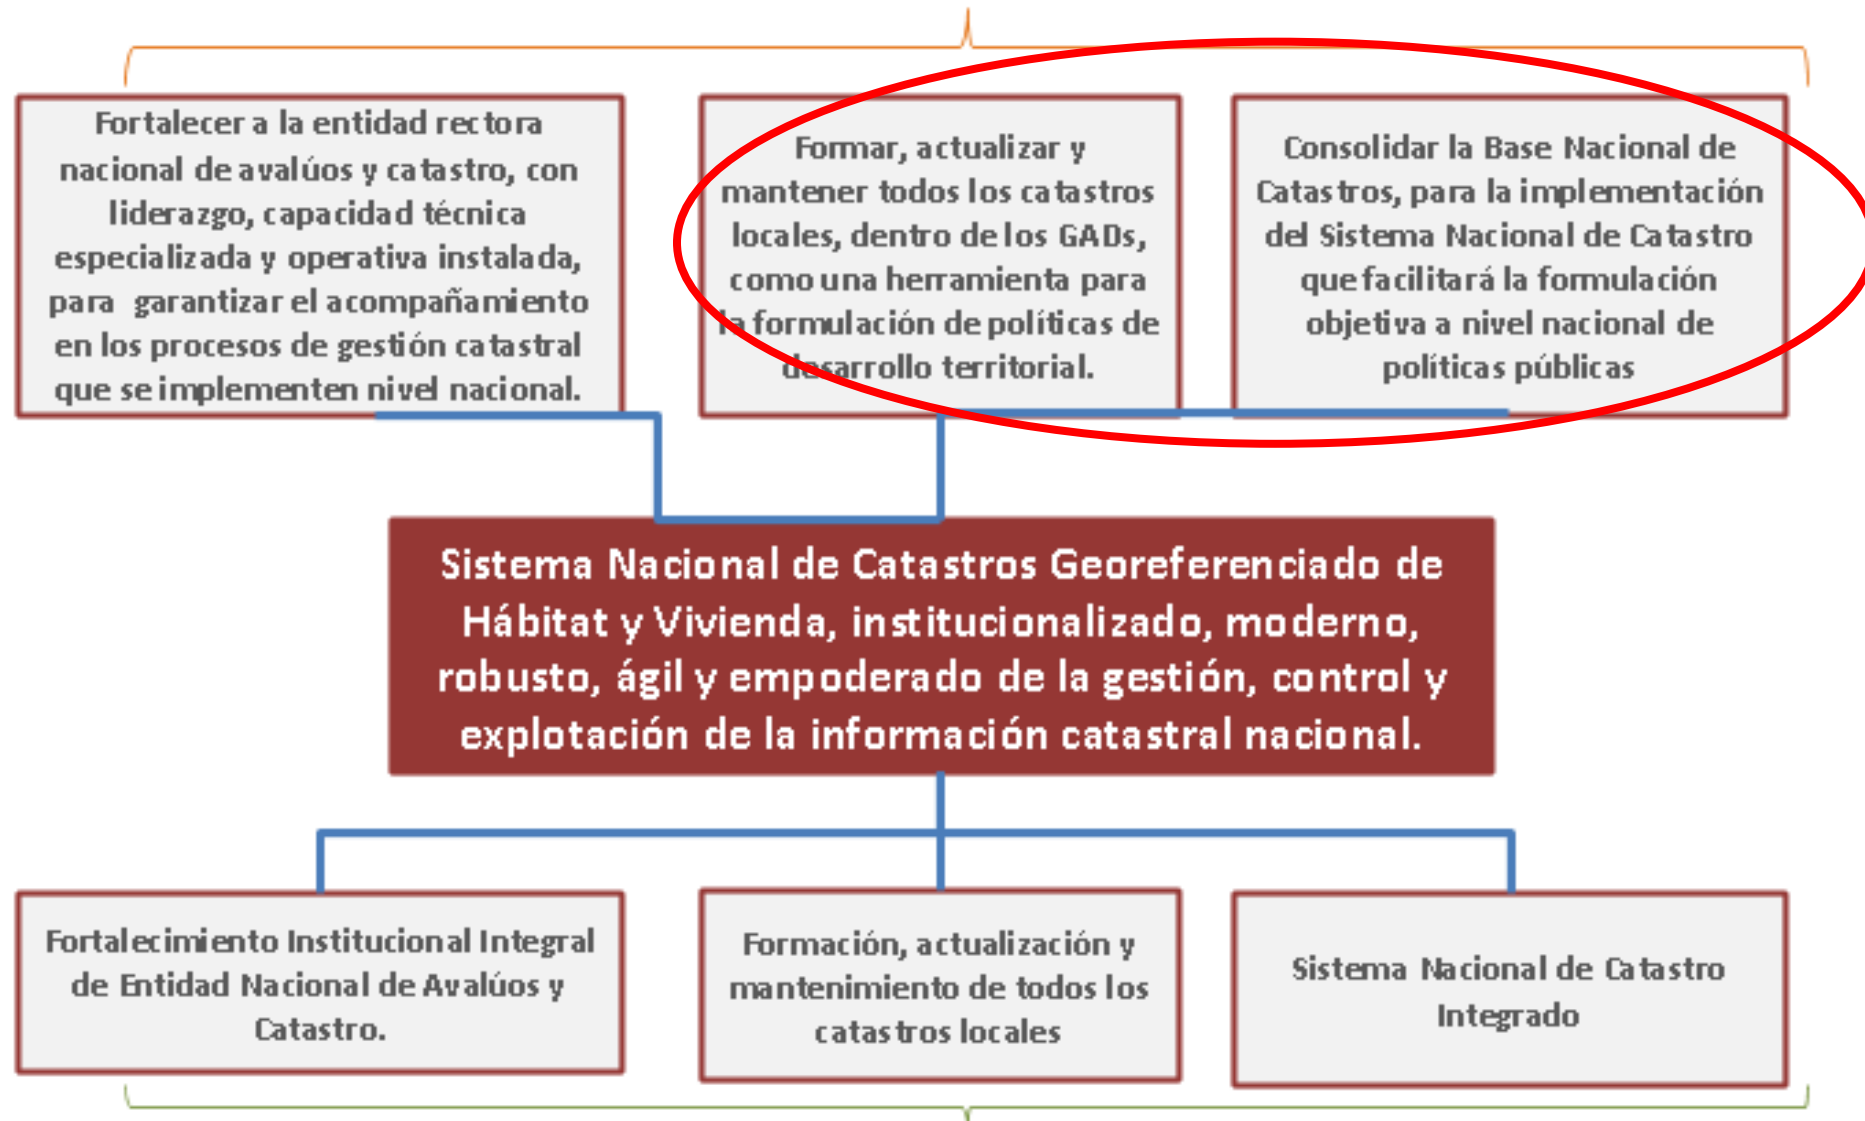 Fortalecer a la entidad rectora
nacional de avalúos y catastro, con
liderazgo, capacidad técnica
especializada y operativa instalada,
para garantizar el acompañamiento
en los procesos de gestión catastral
que se implementen nivel nacional.
Formar, actualizar y
mantener todos los catastros
locales, dentro de los GADs,
como una herramienta para
la formulación de políticas de
desarrollo territorial.
Consolidar la Base Nacional de
Catastros, para la implementación
del Sistema Nacional de Catastro
que facilitará la formulación
objetiva a nivel nacional de
políticas públicas
Sistema Nacional de Catastros Georeferenciado de
Hábitat y Vivienda, institucionalizado, moderno,
robusto, ágil y empoderado de la gestión, control y
explotación de la información catastral nacional.
Fortalecimiento Institucional Integral
de Entidad Nacional de Avalúos y
Catastro.
Formación, actualización y
mantenimiento de todos los
catastros locales
Sistema Nacional de Catastro
Integrado